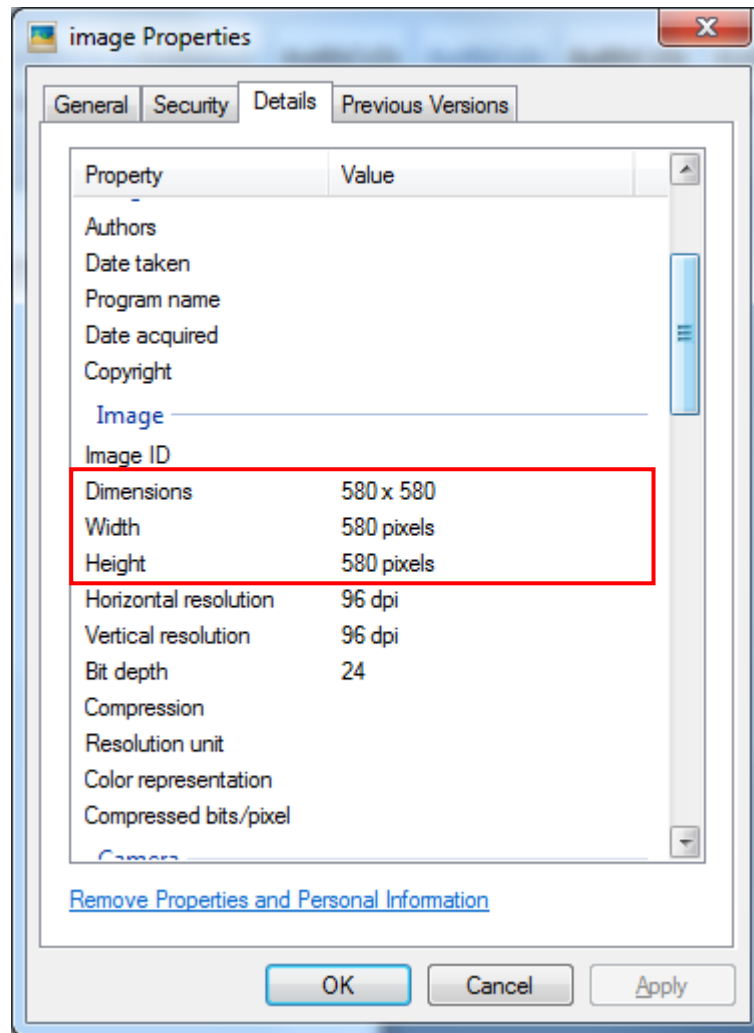 image Properties
General Security Details Previous Versions
Property Value
Authors
Date taken
Program name
Date acquired
Copyright
Image
Image ID
Dimensions 580 x 580
Width 580 pixels
Height 580 pixels
Horizontal resolution 96 dpi
Vertical resolution 96 dpi
Bit depth 24
Compression
Resolution unit
Color representation
Compressed bits/pixel
Camera
Remove Properties and Personal Information
OK Cancel Apply